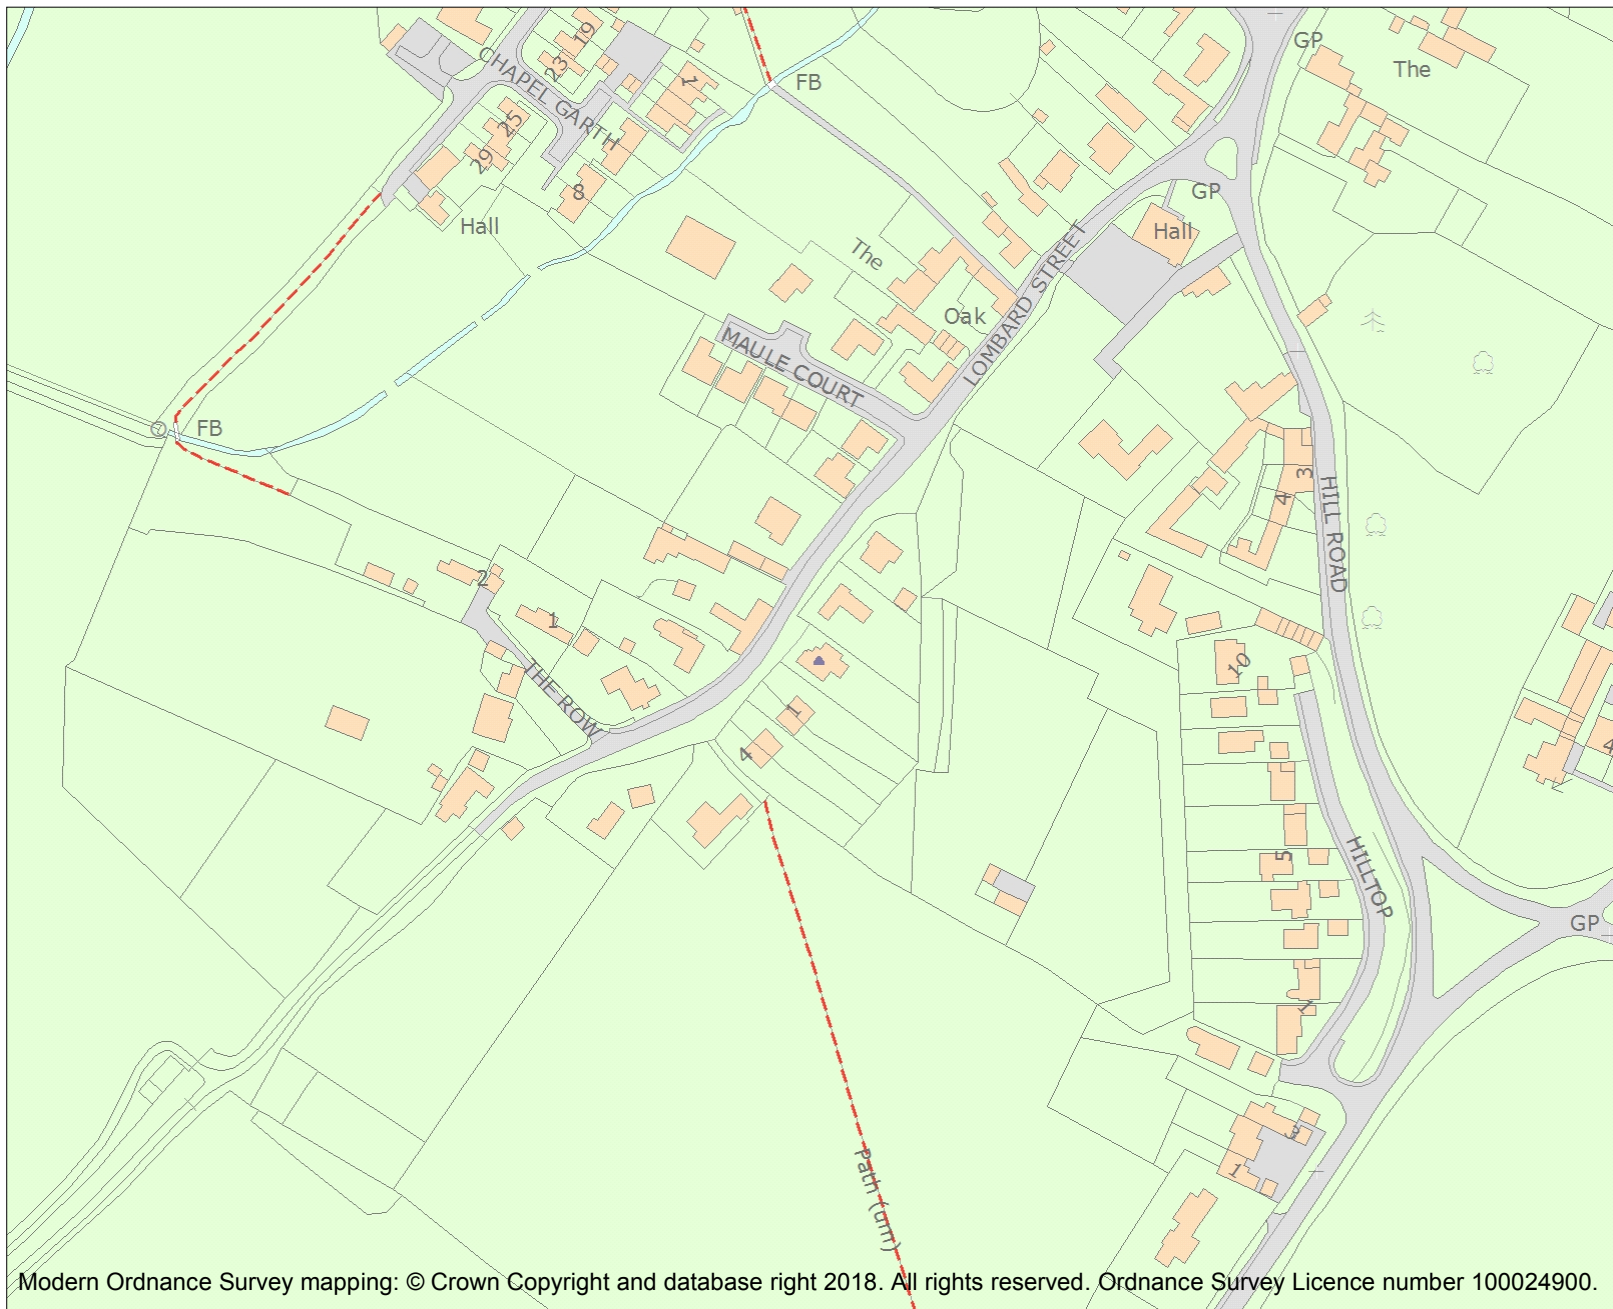 19
GP
The
CHAPEL GARTH
23
1
FB
25
29
8
GP
Hall
Hall
The
LOMBARD STREET
Oak
MAULE COURT
FB
3
4
HILL ROAD
2
1
10
THE ROW
1
4
4
5
HILLTOP
GP
1
3
1
Path (um)
Modern Ordnance Survey mapping: © Crown Copyright and database right 2018. All rights reserved. Ordnance Survey Licence number 100024900.